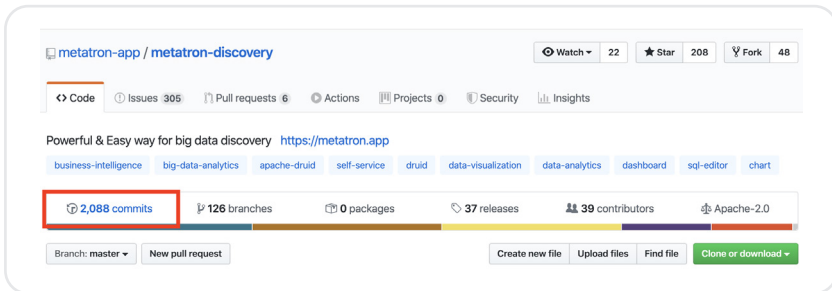 metatron-app / metatron-discovery Watch 22 Star 208 Fork 48
Code Issues 305 Pull requests 6 Actions Projects 0 Security Insights
Powerful & Easy way for big data discovery https://metatron.app
business-intelligence big-data-analytics apache-druid self-service druid data-visualization data-analytics dashboard sql-editor chart
2,088 commits 126 branches 0 packages 37 releases 39 contributors Apache-2.0
Branch: master New pull request Create new file Upload files Find file Clone or download